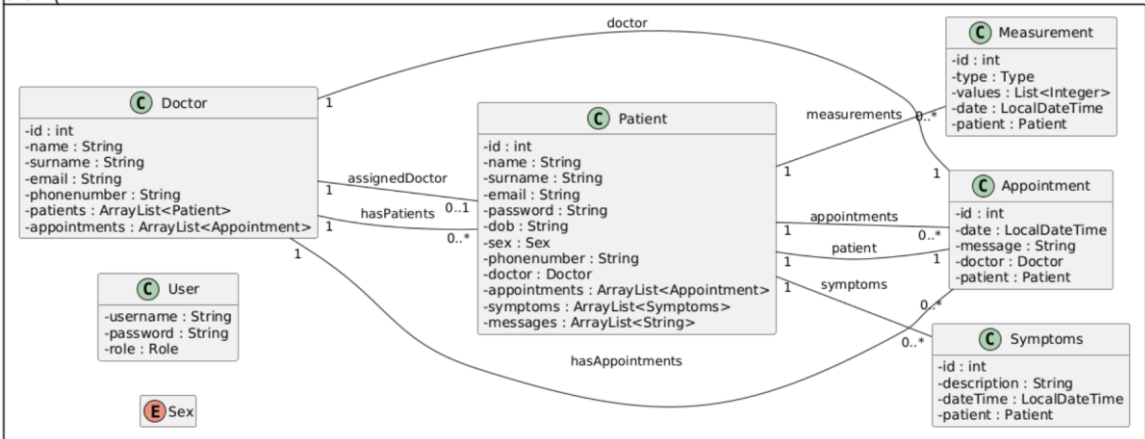 doctor
C Measurement
-id : int
-type : Type
-values : List<Integer>
-date : LocalDateTime
-patient : Patient
C Doctor
-id : int
-name : String
-surname : String
-email : String
-phonenumber : String
-patients : ArrayList<Patient>
-appointments : ArrayList<Appointment>
1
1
assignedDoctor
0..1
hasPatients
1
0..*
1
C Patient
-id : int
-name : String
-surname : String
-email : String
-password : String
-dob : String
-sex : Sex
-phonenumber : String
-doctor : Doctor
-appointments : ArrayList<Appointment>
-symptoms : ArrayList<Symptoms>
-messages : ArrayList<String>
measurements
0..*
1
1
appointments
1
0..*
patient
1
1
symptoms
1
0..*
0..*
C Appointment
-id : int
-date : LocalDateTime
-message : String
-doctor : Doctor
-patient : Patient
C User
-username : String
-password : String
-role : Role
hasAppointments
C Symptoms
-id : int
-description : String
-dateTime : LocalDateTime
-patient : Patient
E Sex